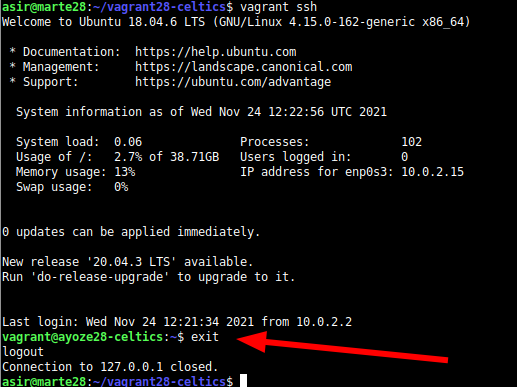 asir@marte28:~/vagrant28-celtics$ vagrant ssh
Welcome to Ubuntu 18.04.6 LTS (GNU/Linux 4.15.0-162-generic x86_64)
* Documentation: https://help.ubuntu.com
* Management: https://landscape.canonical.com
* Support: https://ubuntu.com/advantage
System information as of Wed Nov 24 12:22:56 UTC 2021
System load: 0.06 Processes: 102
Usage of /: 2.7% of 38.71GB Users logged in: 0
Memory usage: 13% IP address for enp0s3: 10.0.2.15
Swap usage: 0%
0 updates can be applied immediately.
New release '20.04.3 LTS' available.
Run 'do-release-upgrade' to upgrade to it.
Last login: Wed Nov 24 12:21:34 2021 from 10.0.2.2
vagrant@ayoze28-celtics:~$ exit
logout
Connection to 127.0.0.1 closed.
asir@marte28:~/vagrant28-celtics$